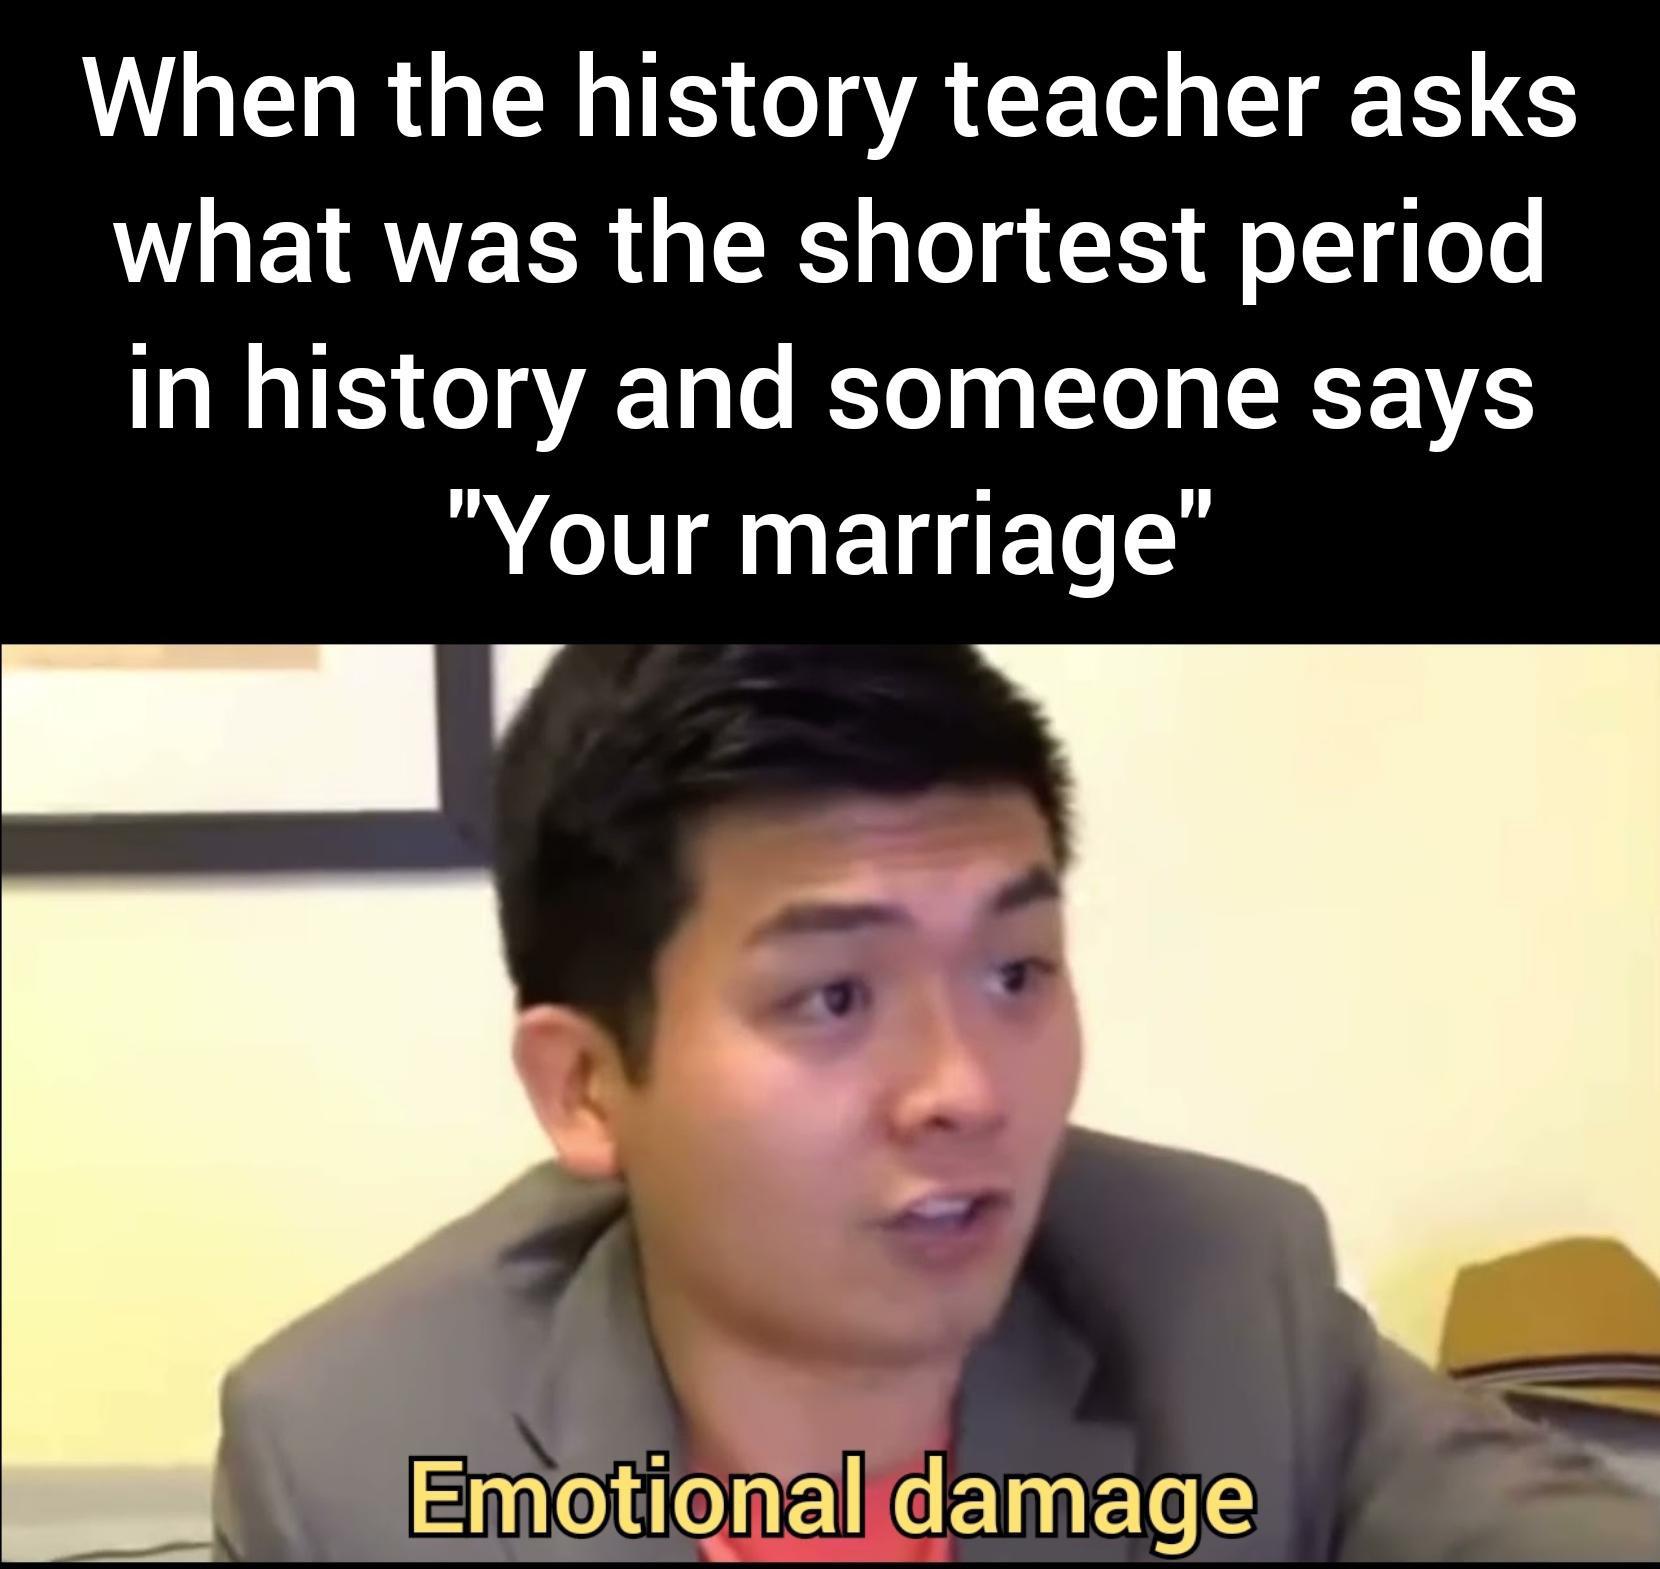 When the history teacher asks
what was the shortest period
in history and someone says
"Your marriage"
Emotional damage